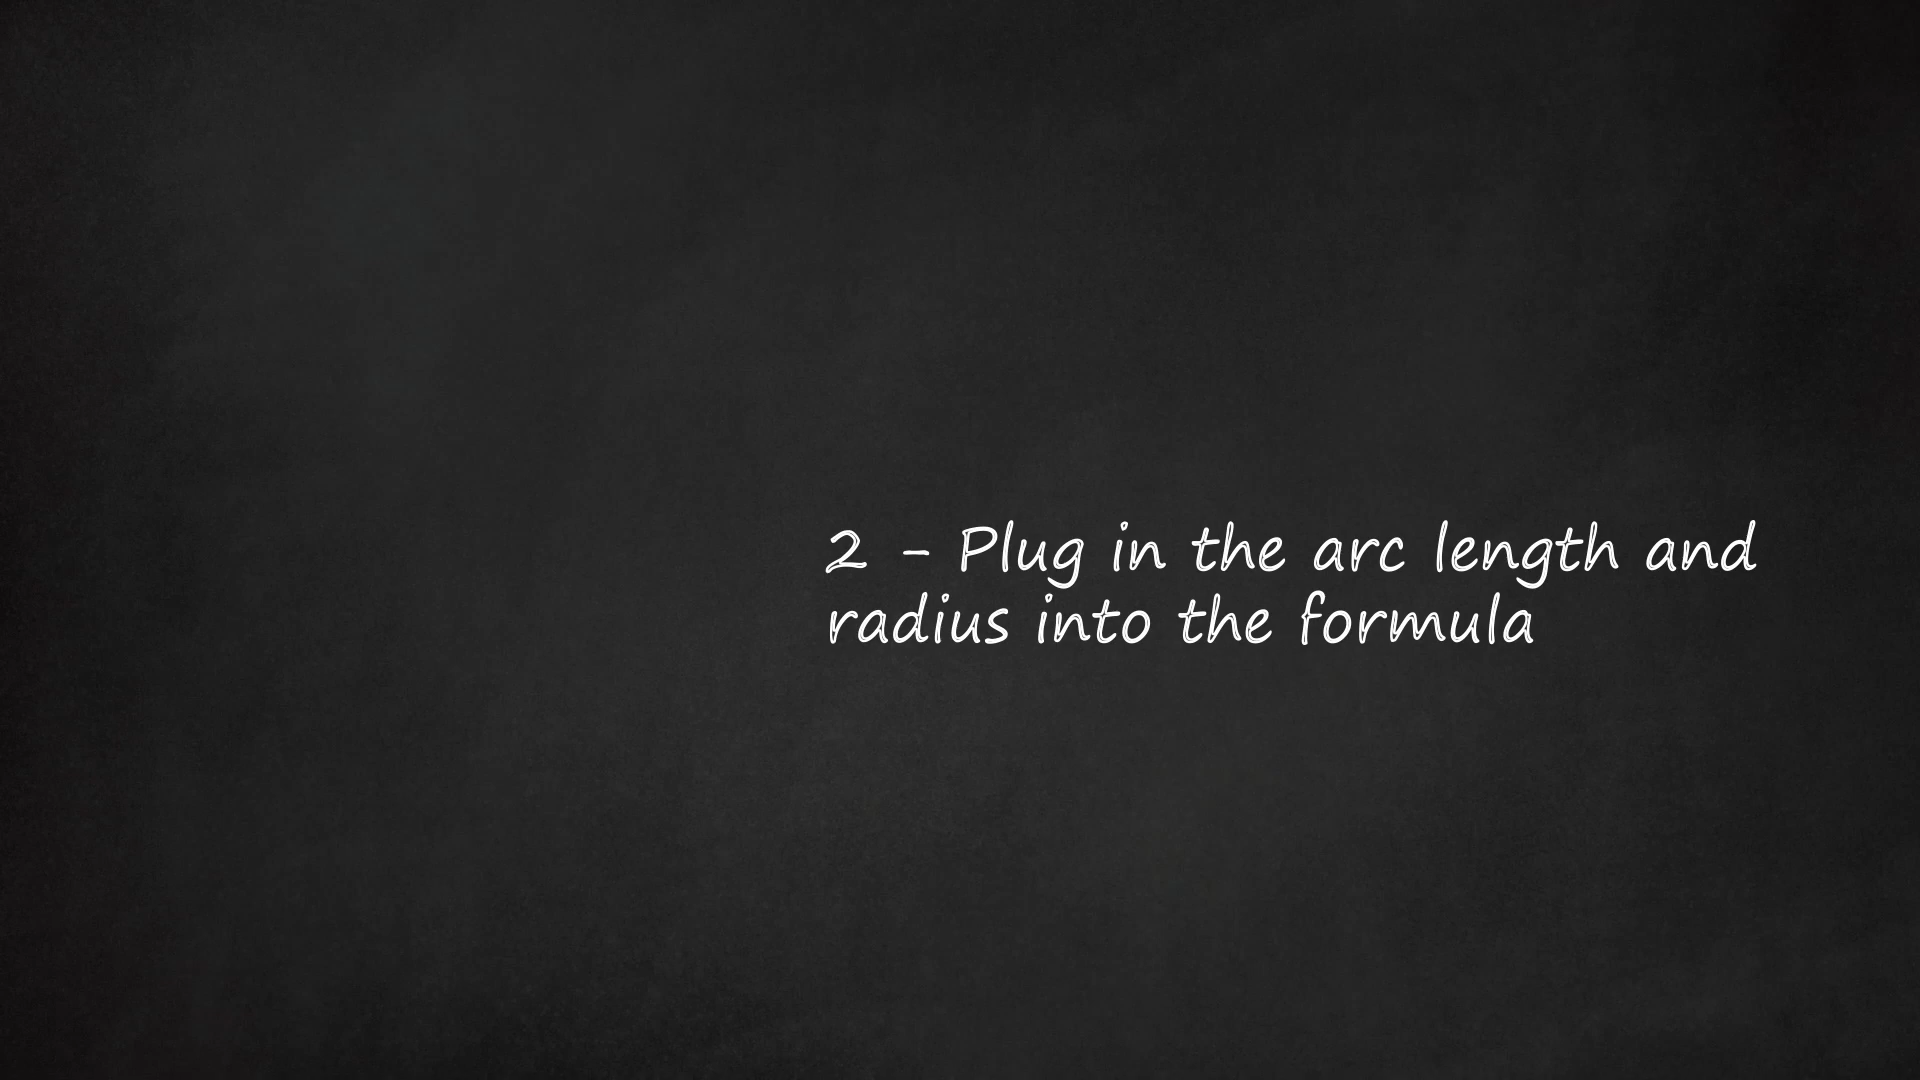 2 - Plug in the arc length and
radius into the formula